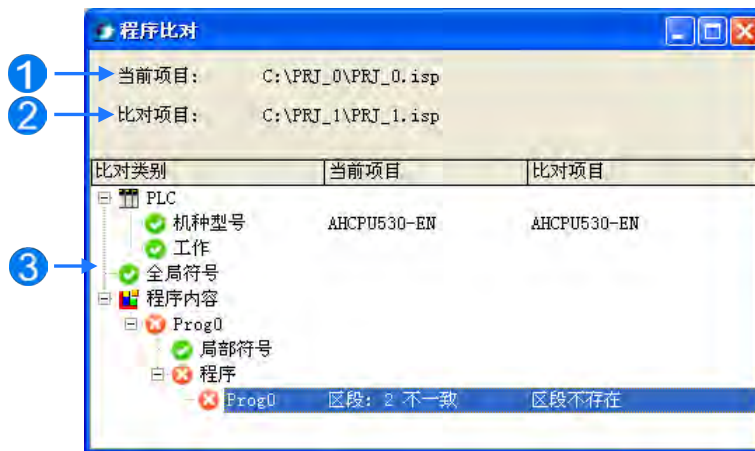 程序比对
1 当前项目: C:\PRJ_0\PRJ_0.isp
2 比对项目: C:\PRJ_1\PRJ_1.isp
比对类别 当前项目 比对项目
PLC
机种型号 AHCPU530-EN AHCPU530-EN
工作
3 全局符号
程序内容
Prog0
局部符号
程序
Prog0 区段: 2 不一致 区段不存在